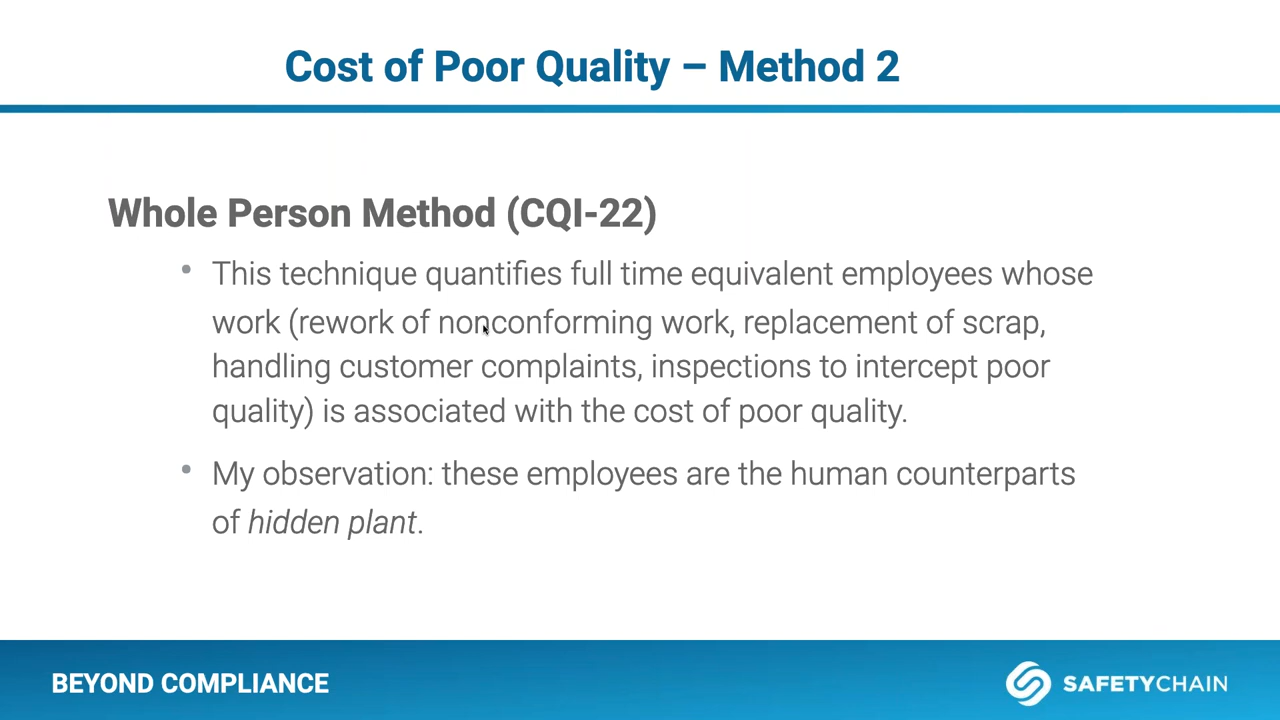 Cost of Poor Quality – Method 2
Whole Person Method (CQI-22)
• This technique quantifies full time equivalent employees whose
work (rework of nonconforming work, replacement of scrap,
handling customer complaints, inspections to intercept poor
quality) is associated with the cost of poor quality.
• My observation: these employees are the human counterparts
of hidden plant.
BEYOND COMPLIANCE
SAFETYCHAIN